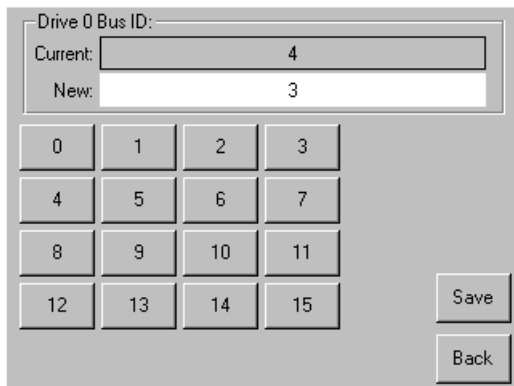 Drive 0 Bus ID:
Current: 4
New: 3
0 1 2 3
4 5 6 7
8 9 10 11
12 13 14 15
Save
Back